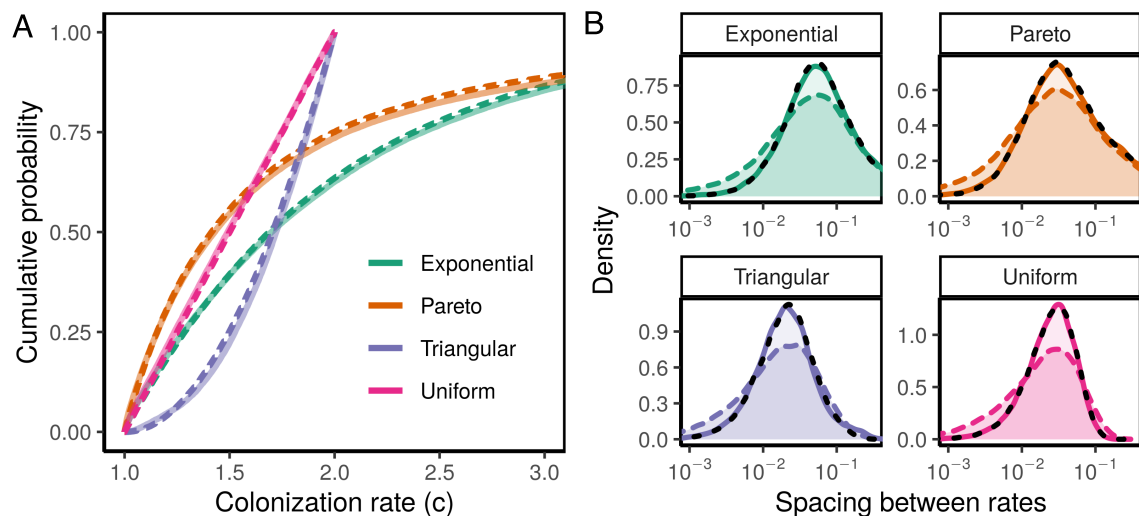 A
Cumulative probability
1.00
0.75
0.50
0.25
0.00
1.0 1.5 2.0 2.5 3.0
Colonization rate (c)
Exponential
Pareto
Triangular
Uniform
B
Density
Exponential
0.75
0.50
0.25
0.00
10⁻³ 10⁻² 10⁻¹
Pareto
0.6
0.4
0.2
0.0
10⁻³ 10⁻² 10⁻¹
Triangular
0.9
0.6
0.3
0.0
10⁻³ 10⁻² 10⁻¹
Uniform
1.0
0.5
0.0
10⁻³ 10⁻² 10⁻¹
Spacing between rates